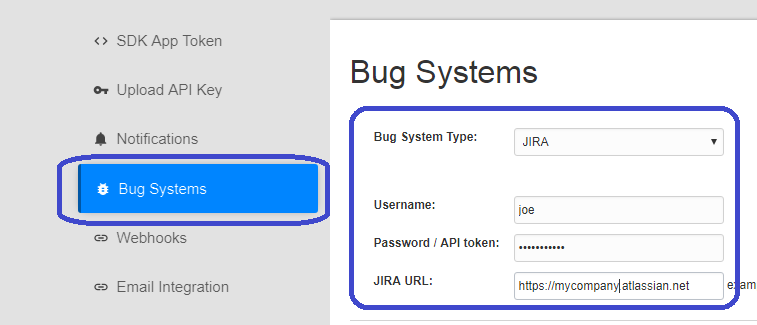 SDK App Token
Upload API Key
Notifications
Bug Systems
Webhooks
Email Integration
Bug Systems
Bug System Type: JIRA
Username: joe
Password / API token: •••••••••••
JIRA URL: https://mycompany.atlassian.net